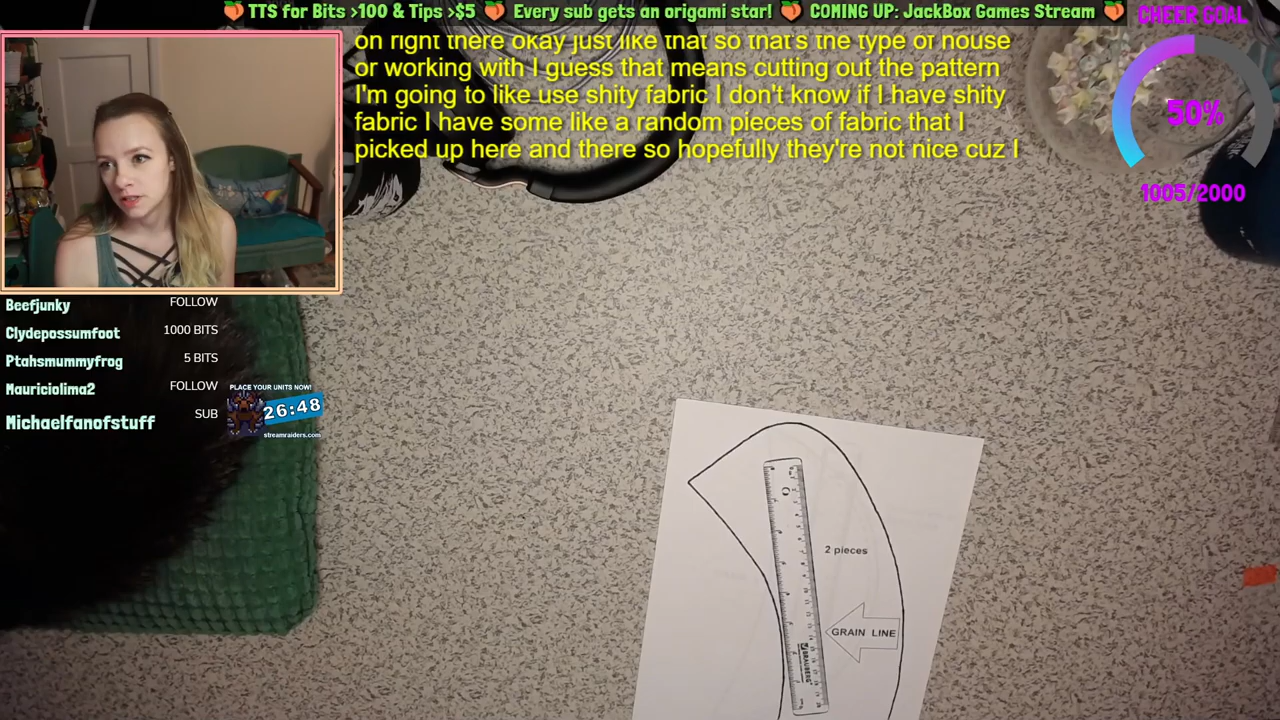 🍑 TTS for Bits >100 & Tips >$5 🍑 Every sub gets an origami star! 🍑 COMING UP: JackBox Games Stream 🍑
CHEER GOAL
on right there okay just like that so that's the type of house
or working with I guess that means cutting out the pattern
I'm going to like use shity fabric I don't know if I have shity
fabric I have some like a random pieces of fabric that I
picked up here and there so hopefully they're not nice cuz I
50%
1005/2000
Beefjunky FOLLOW
Clydepossumfoot 1000 BITS
Ptahsmummyfrog 5 BITS
Mauriciolima2 FOLLOW
Michaelfanofstuff SUB
PLACE YOUR UNITS NOW!
26:48
streamraiders.com
2 pieces
GRAIN LINE